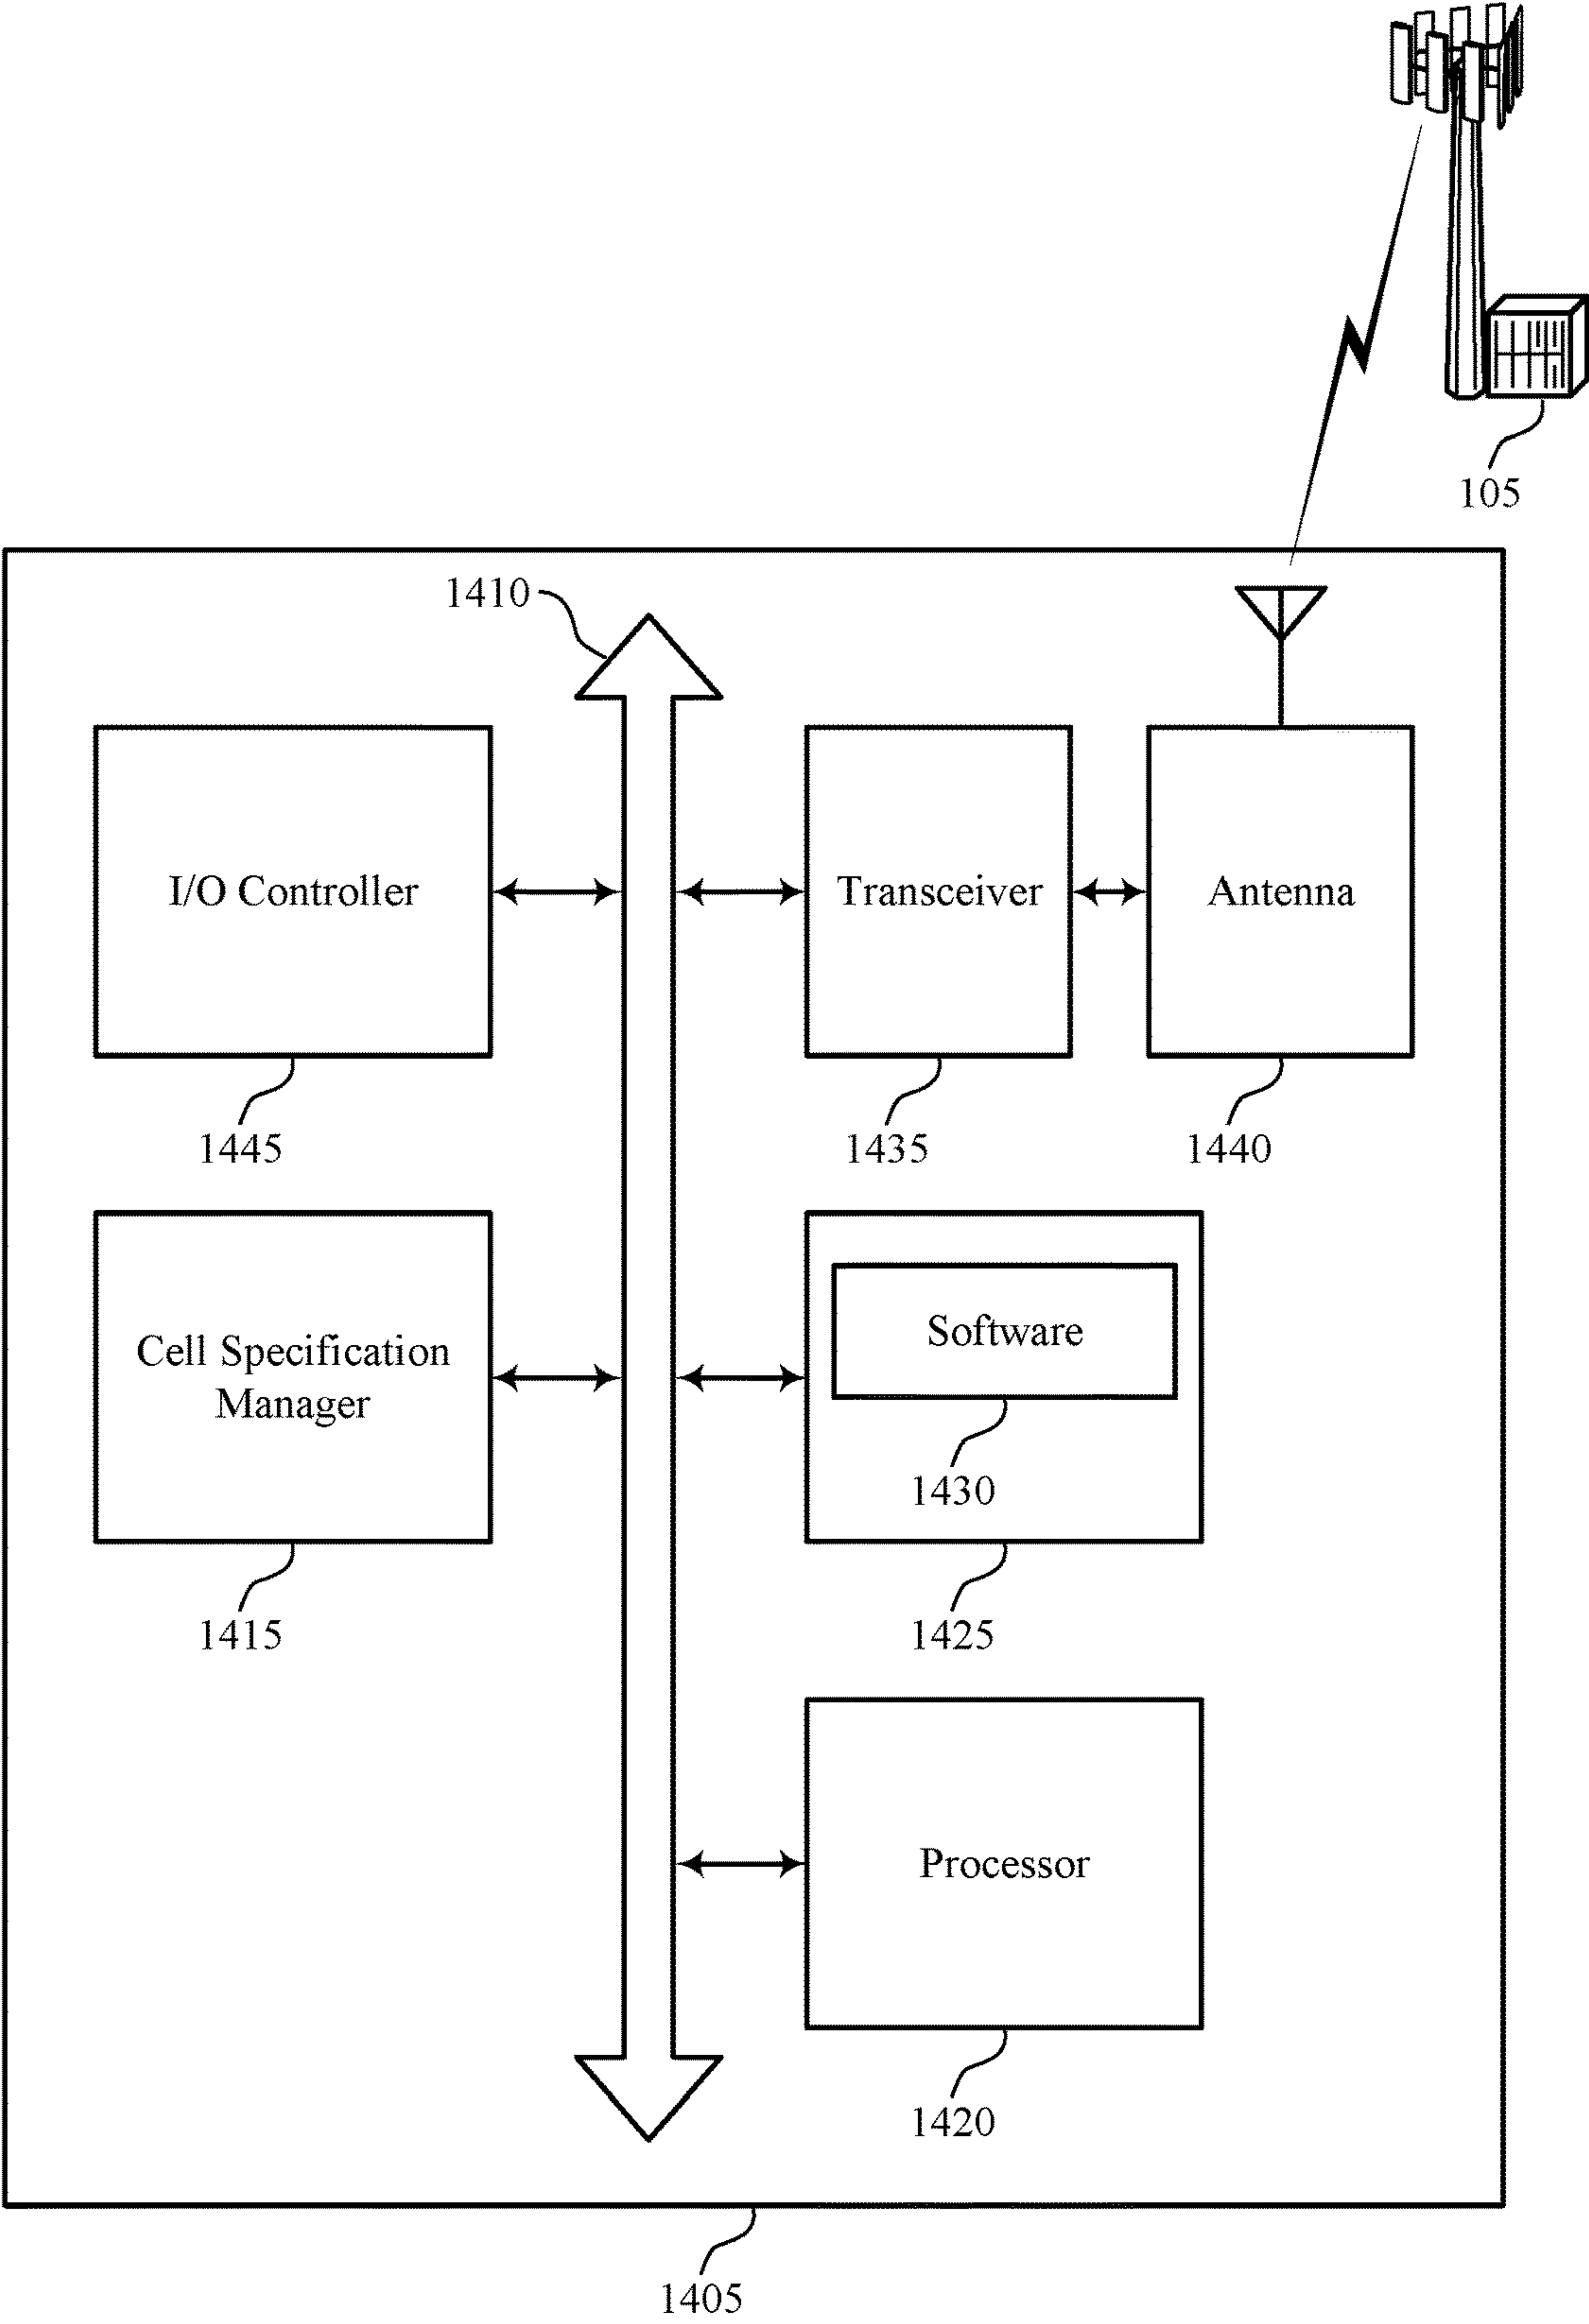 105
1410
I/O Controller
Transceiver
Antenna
1445
1435
1440
Cell Specification
Manager
Software
1430
1415
1425
Processor
1420
1405